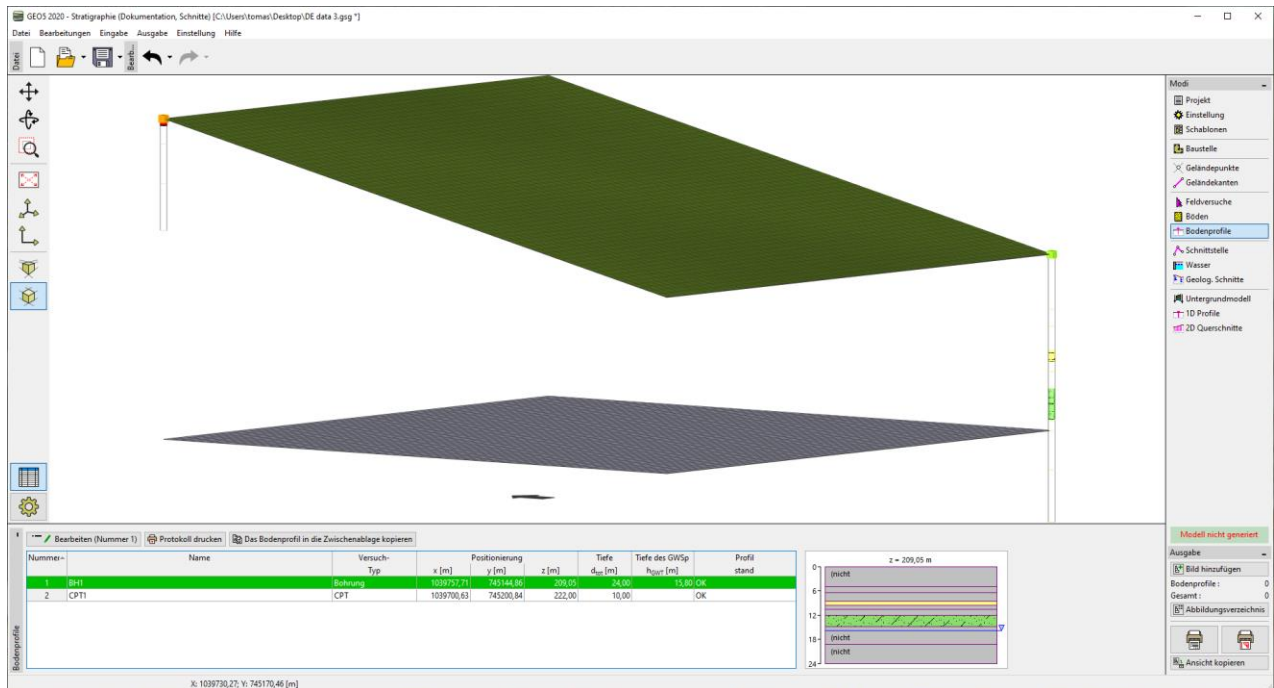 GEO5 2020 - Stratigraphie (Dokumentation, Schnitte) [C:\Users\tomas\Desktop\DE data 3.gsg *]
Datei Bearbeitungen Eingabe Ausgabe Einstellung Hilfe
Datei
Bearb...
Modi
Projekt
Einstellung
Schablonen
Baustelle
Geländepunkte
Geländekanten
Feldversuche
Böden
Bodenprofile
Schnittstelle
Wasser
Geolog. Schnitte
Untergrundmodell
1D Profile
2D Querschnitte
Bearbeiten (Nummer 1) Protokoll drucken Das Bodenprofil in die Zwischenablage kopieren
Nummer Name Versuch- Positionierung Tiefe Tiefe des GWSp Profil
Typ x [m] y [m] z [m] dtot [m] hGWT [m] stand
1 BH1 Bohrung 1039757,71 745144,86 209,05 24,00 15,80 OK
2 CPT1 CPT 1039700,63 745200,84 222,00 10,00 OK
Bodenprofile
z = 209,05 m
0
(nicht
6
12
18
(nicht
(nicht
24
Modell nicht generiert
Ausgabe
Bild hinzufügen
Bodenprofile : 0
Gesamt : 0
Abbildungsverzeichnis
Ansicht kopieren
X: 1039730,27; Y: 745170,46 [m]